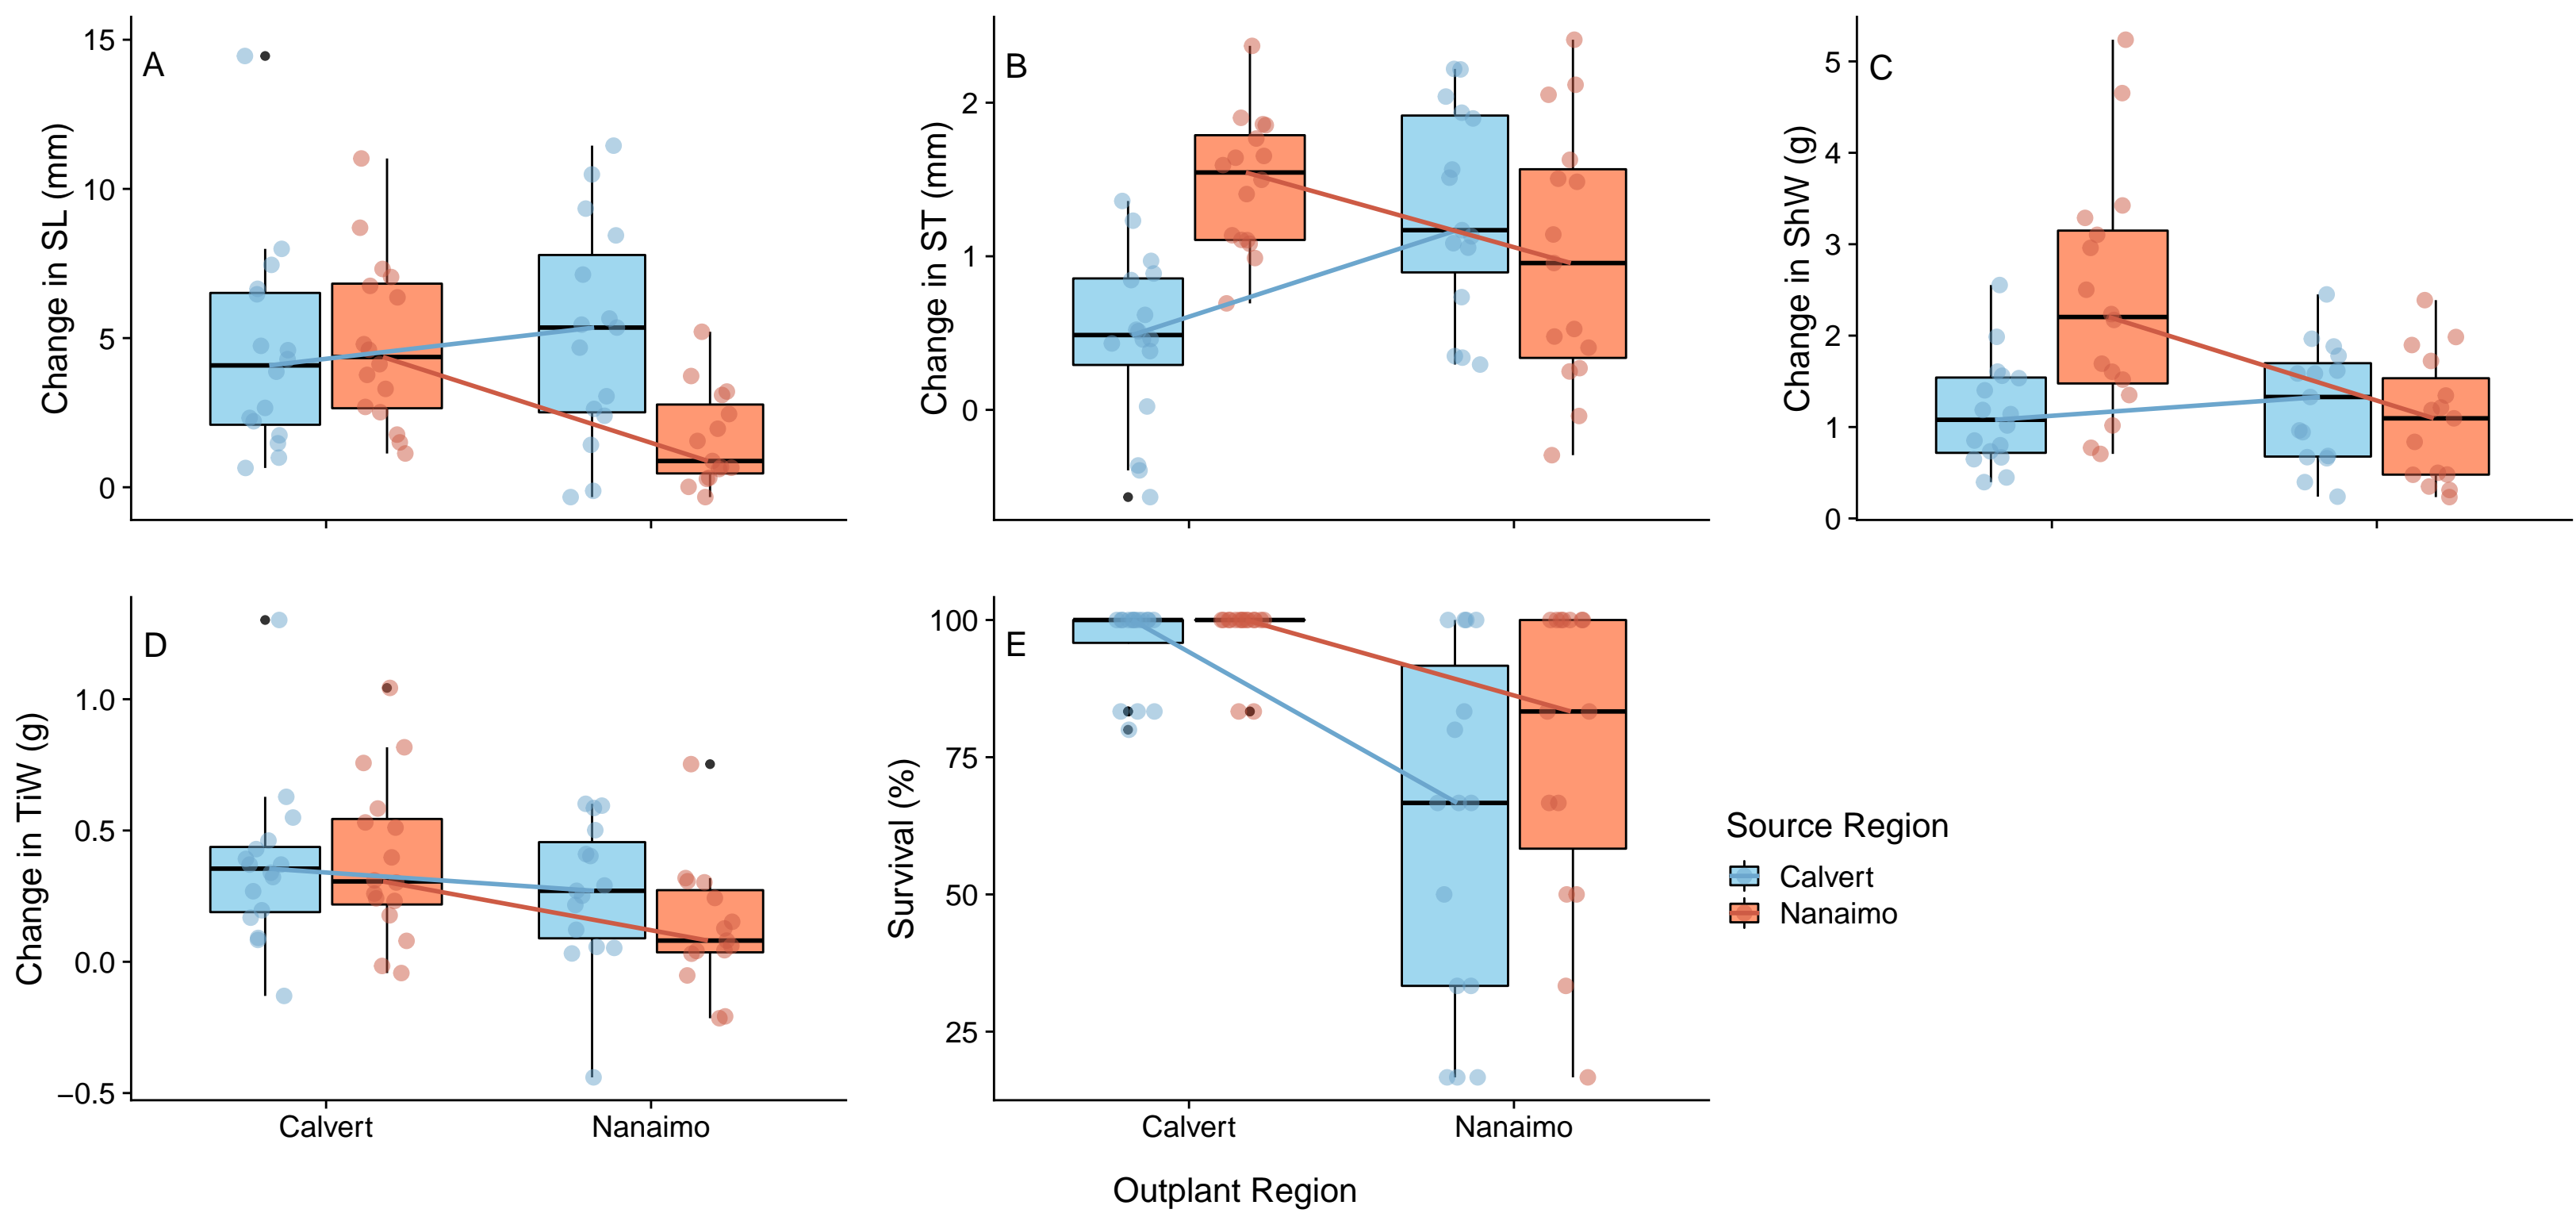 A
Change in SL (mm)
15
10
5
0
B
Change in ST (mm)
2
1
0
C
Change in ShW (g)
5
4
3
2
1
0
D
Change in TiW (g)
1.0
0.5
0.0
−0.5
Calvert
Nanaimo
E
Survival (%)
100
75
50
25
Calvert
Nanaimo
Source Region
Calvert
Nanaimo
Outplant Region